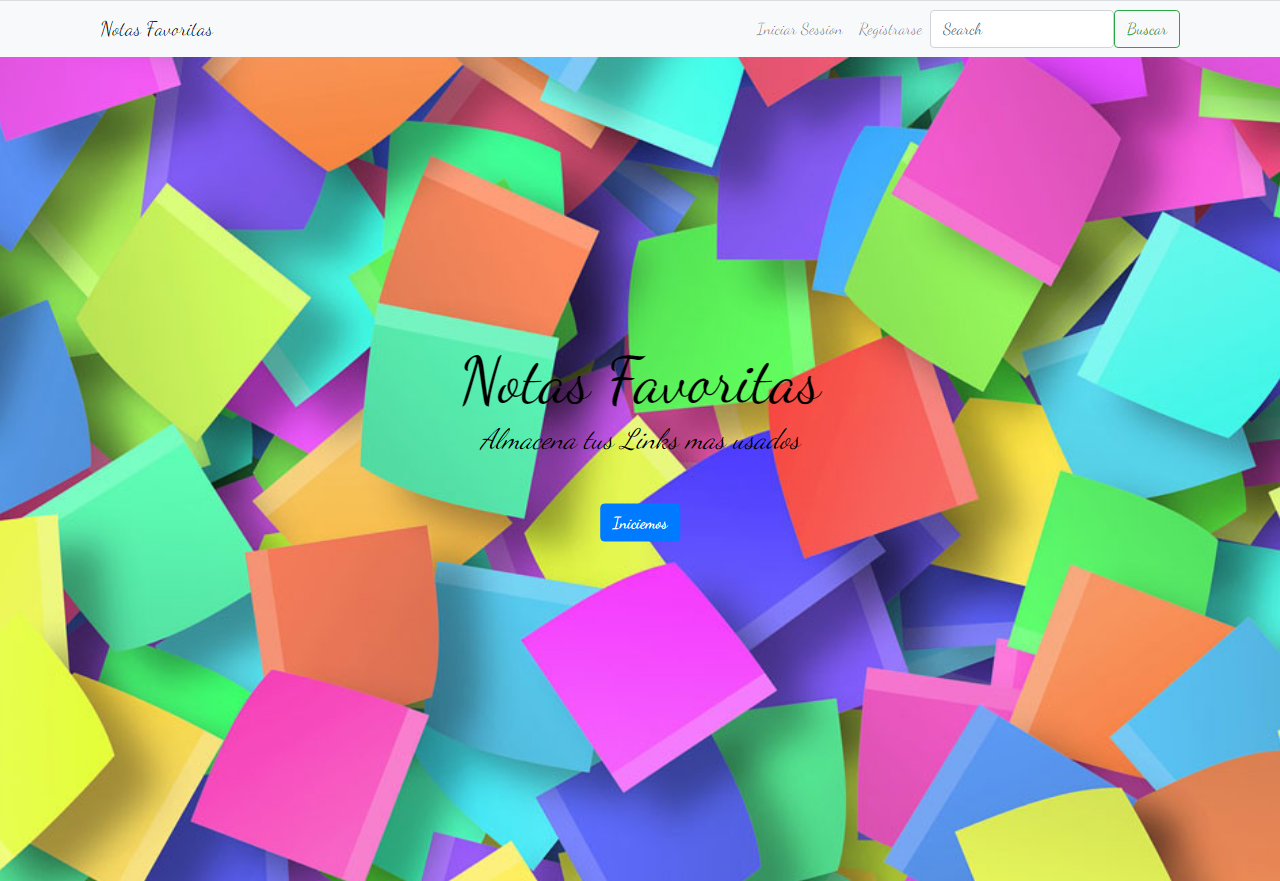 Notas Favoritas
Iniciar Session
Registrarse
Search
Buscar
Notas Favoritas
Almacena tus Links mas usados
Iniciemos